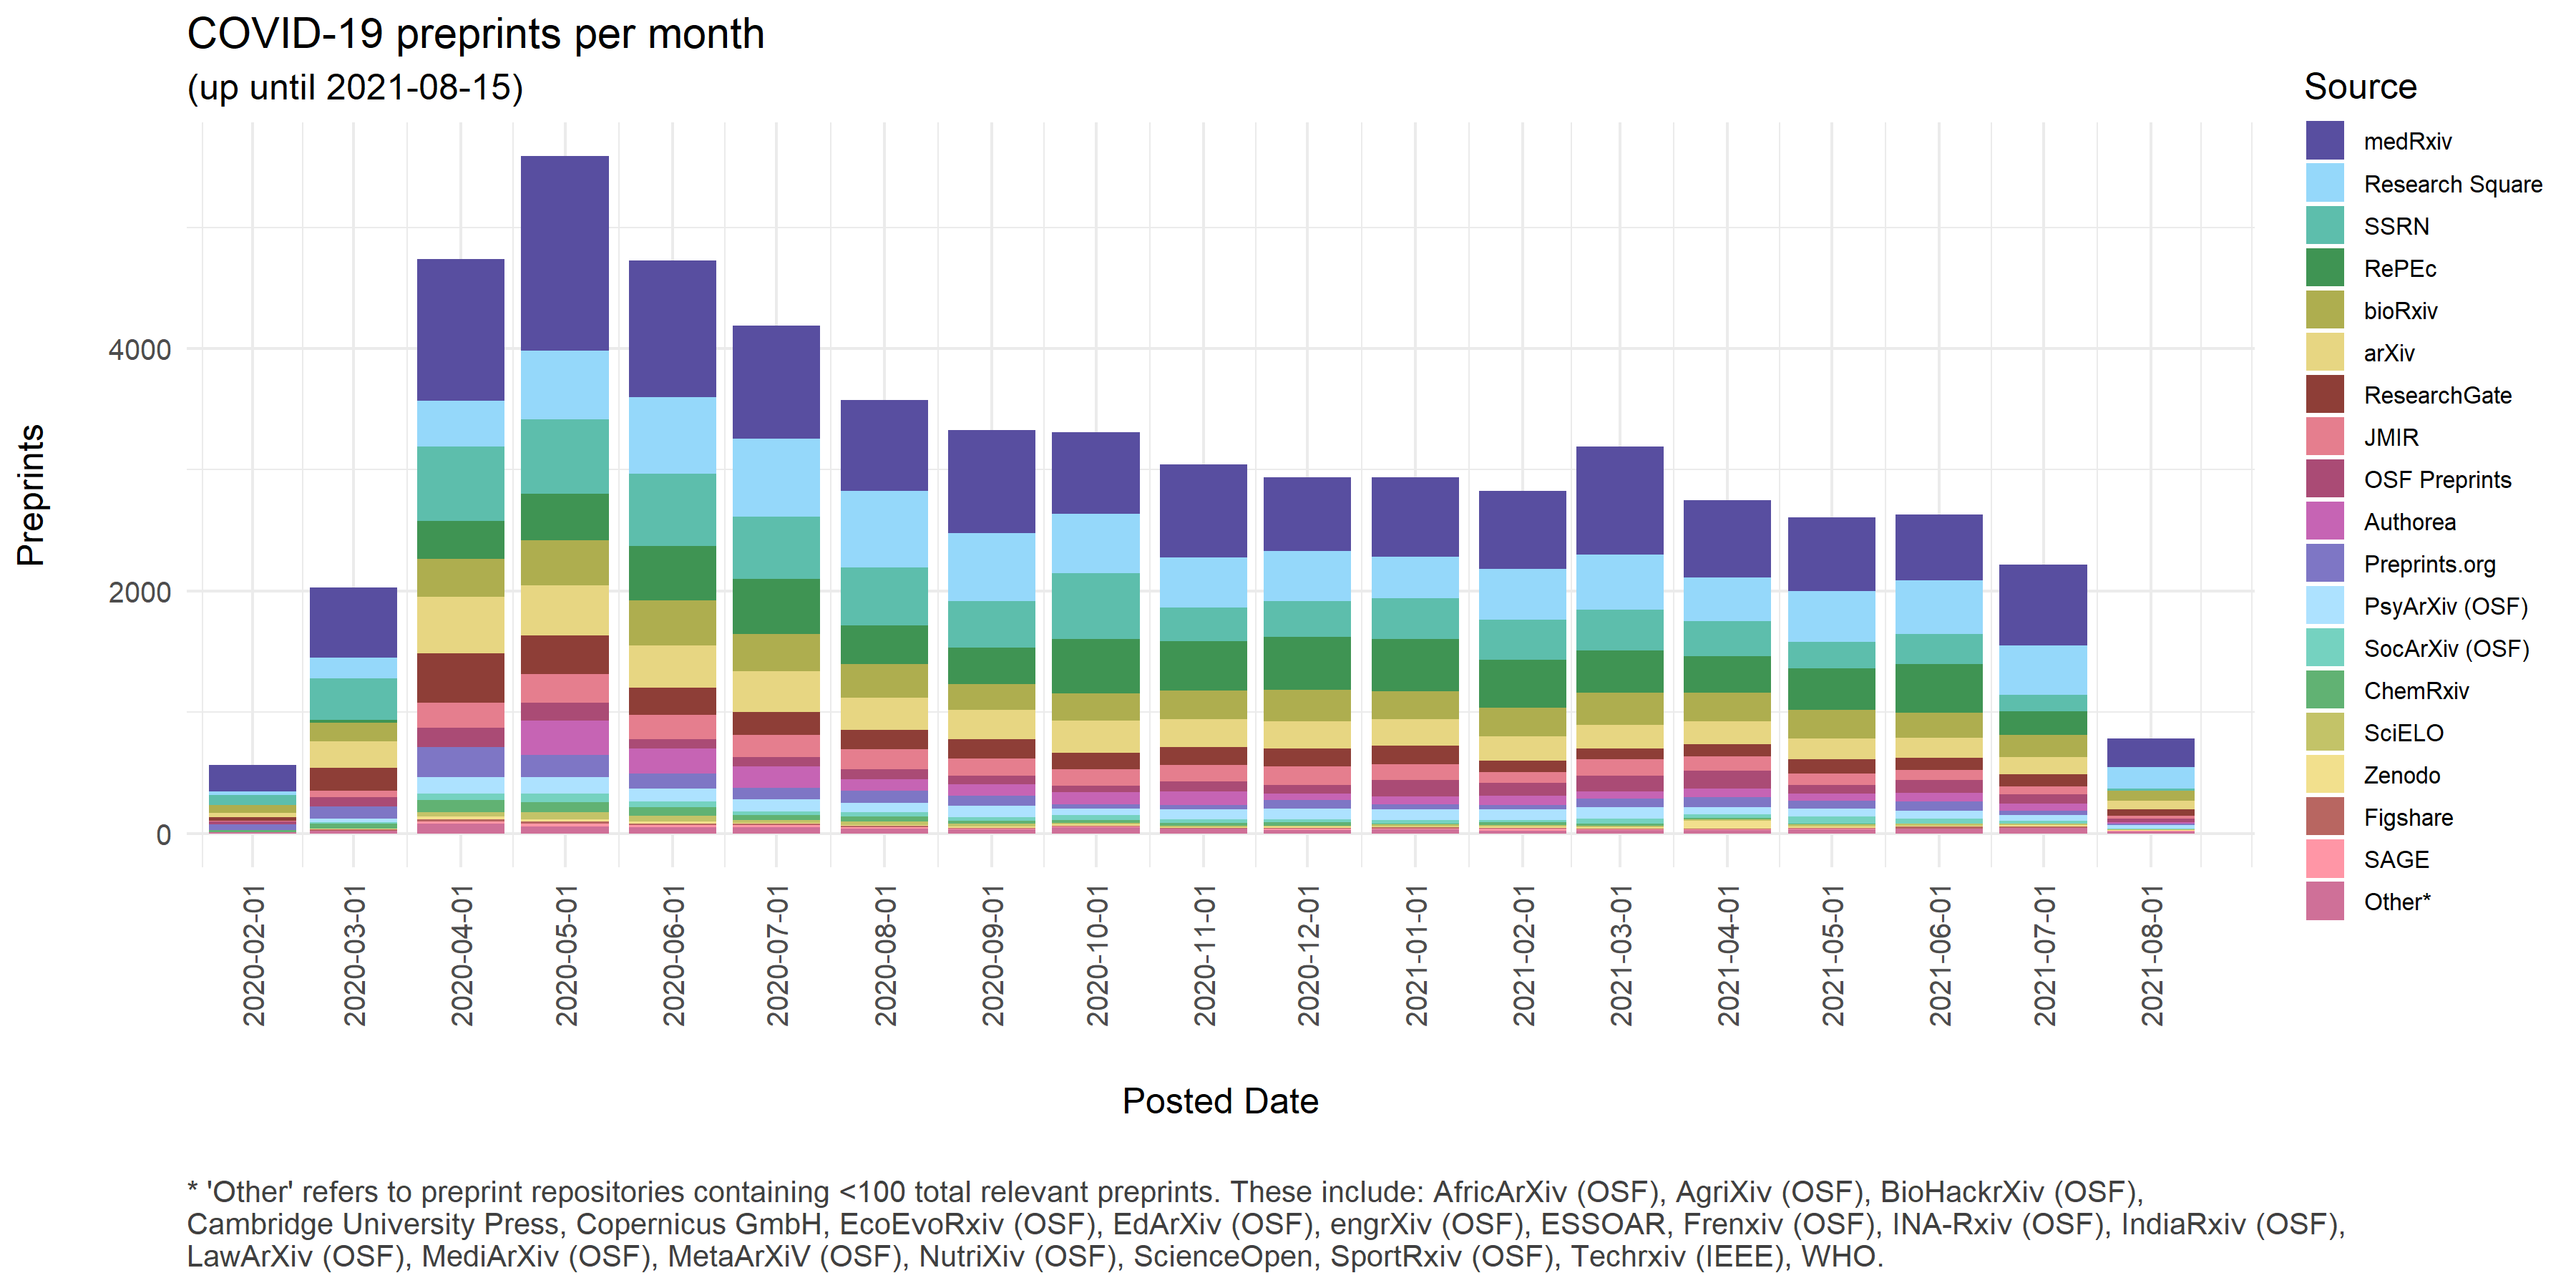 COVID-19 preprints per month
(up until 2021-08-15)
Source
medRxiv
Research Square
SSRN
RePEc
bioRxiv
arXiv
ResearchGate
JMIR
OSF Preprints
Authorea
Preprints.org
PsyArXiv (OSF)
SocArXiv (OSF)
ChemRxiv
SciELO
Zenodo
Figshare
SAGE
Other*
Preprints
4000
2000
0
2020-02-01
2020-03-01
2020-04-01
2020-05-01
2020-06-01
2020-07-01
2020-08-01
2020-09-01
2020-10-01
2020-11-01
2020-12-01
2021-01-01
2021-02-01
2021-03-01
2021-04-01
2021-05-01
2021-06-01
2021-07-01
2021-08-01
Posted Date
* 'Other' refers to preprint repositories containing <100 total relevant preprints. These include: AfricArXiv (OSF), AgriXiv (OSF), BioHackrXiv (OSF),
Cambridge University Press, Copernicus GmbH, EcoEvoRxiv (OSF), EdArXiv (OSF), engrXiv (OSF), ESSOAR, Frenxiv (OSF), INA-Rxiv (OSF), IndiaRxiv (OSF),
LawArXiv (OSF), MediArXiv (OSF), MetaArXiV (OSF), NutriXiv (OSF), ScienceOpen, SportRxiv (OSF), Techrxiv (IEEE), WHO.